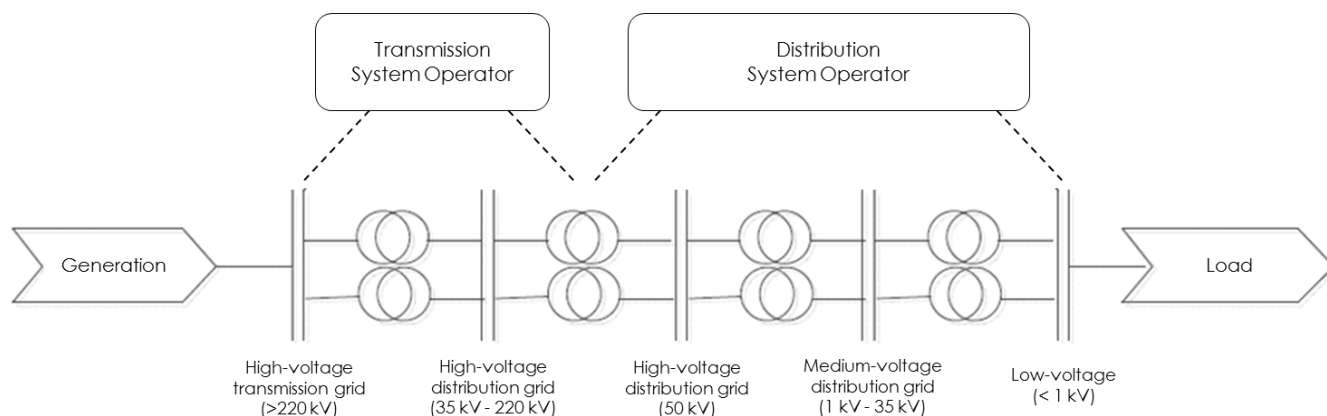 Transmission
System Operator
Distribution
System Operator
Generation
Load
High-voltage
transmission grid
(>220 kV)
High-voltage
distribution grid
(35 kV - 220 kV)
High-voltage
distribution grid
(50 kV)
Medium-voltage
distribution grid
(1 kV - 35 kV)
Low-voltage
(< 1 kV)